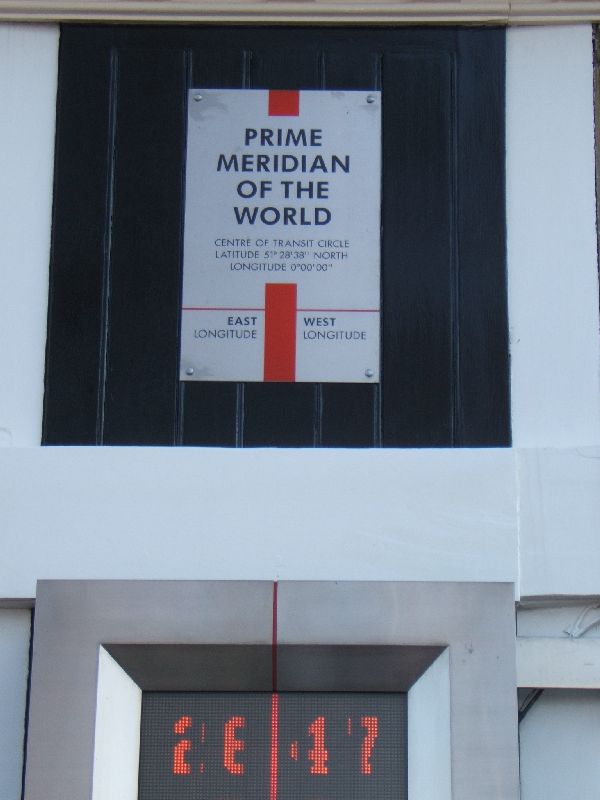 PRIME
MERIDIAN
OF THE
WORLD
CENTRE OF TRANSIT CIRCLE
LATITUDE 51° 28'38'' NORTH
LONGITUDE 0°00'00''
EAST
LONGITUDE
WEST
LONGITUDE